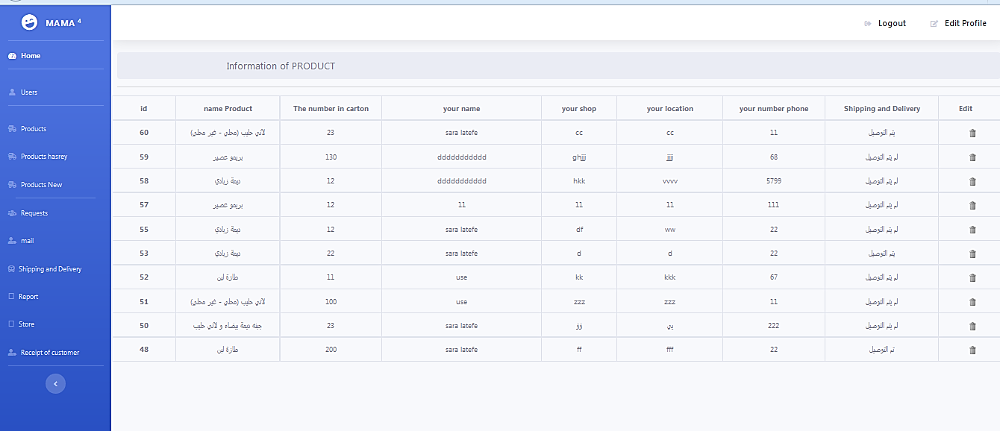 MAMA 4
Logout
Edit Profile
Home
Users
Products
Products hasrey
Products New
Requests
mail
Shipping and Delivery
Report
Store
Receipt of customer
Information of PRODUCT
id name Product The number in carton your name your shop your location your number phone Shipping and Delivery Edit
60 لاني حليب (محلي - غير محلي) 23 sara latefe cc cc 11 يتم التوصيل
59 بريمو عصير 130 ddddddddddd ghjjj jjjj 68 لم يتم التوصيل
58 ديمة زبادي 12 ddddddddddd hkk vvvv 5799 لم يتم التوصيل
57 بريمو عصير 12 11 11 11 111 لم يتم التوصيل
55 ديمة زبادي 12 sara latefe df ww 22 لم يتم التوصيل
53 ديمة زبادي 22 sara latefe d d 22 يتم التوصيل
52 طازة لبن 11 use kk kkk 67 لم يتم التوصيل
51 لاني حليب (محلي - غير محلي) 100 use zzz zzz 11 لم يتم التوصيل
50 جبنه ديمة بيضاء و لاني حليب 23 sara latefe 222 لم يتم التوصيل
48 طازة لبن 200 sara latefe ff fff 22 تم التوصيل